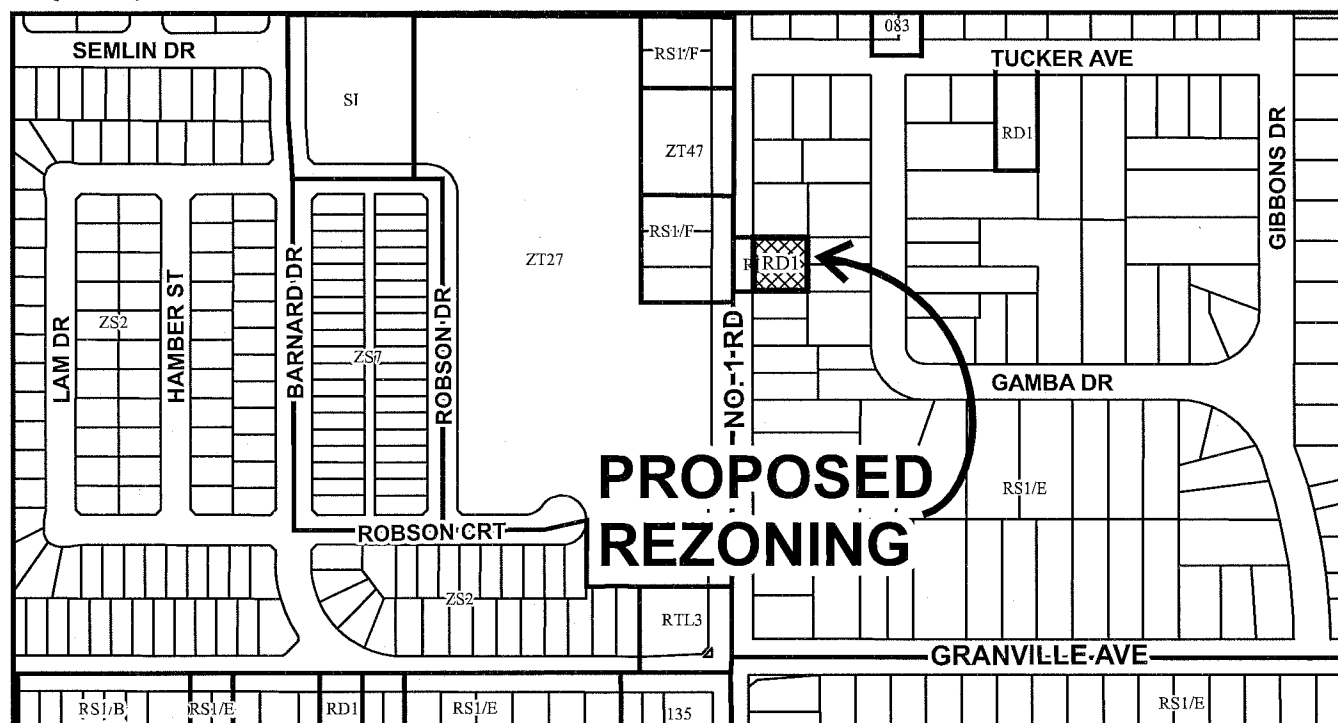 083
SEMLIN DR
RS1/F
TUCKER AVE
SI
RD1
ZT47
GIBBONS DR
RS1/F
ZT27
RD1
LAM DR
ZS2
HAMBER ST
BARNARD DR
ZS7
ROBSON DR
NO. 1 RD
GAMBA DR
PROPOSED
REZONING
RS1/E
ROBSON CRT
ZS2
RTL3
GRANVILLE AVE
RS1/B
RS1/E
RD1
RS1/E
135
RS1/E